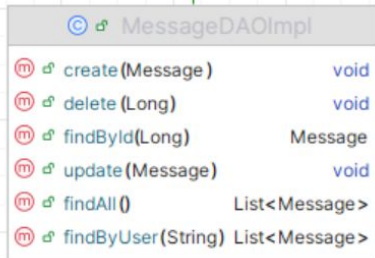 MessageDAOImpl
create(Message) void
delete(Long) void
findById(Long) Message
update(Message) void
findAll() List<Message>
findByUser(String) List<Message>